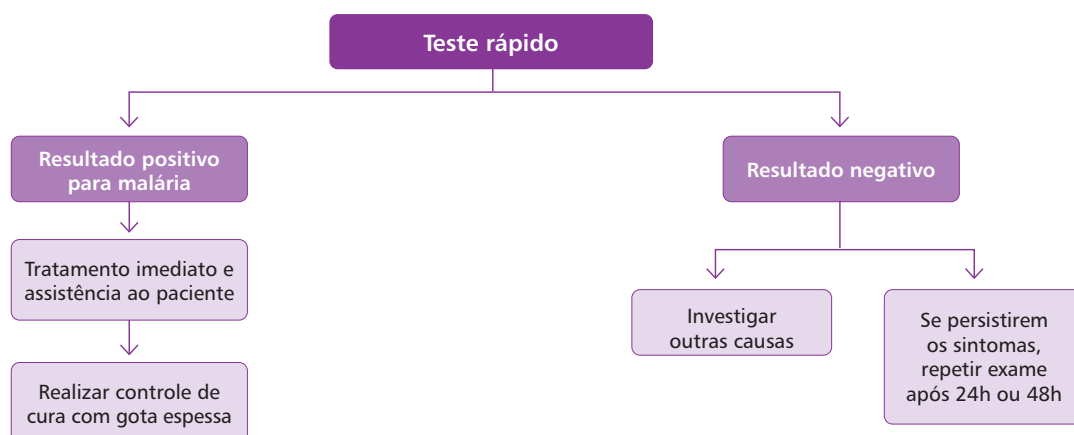 Teste rápido
Resultado positivo
para malária
Tratamento imediato e
assistência ao paciente
Realizar controle de
cura com gota espessa
Resultado negativo
Investigar
outras causas
Se persistirem
os sintomas,
repetir exame
após 24h ou 48h